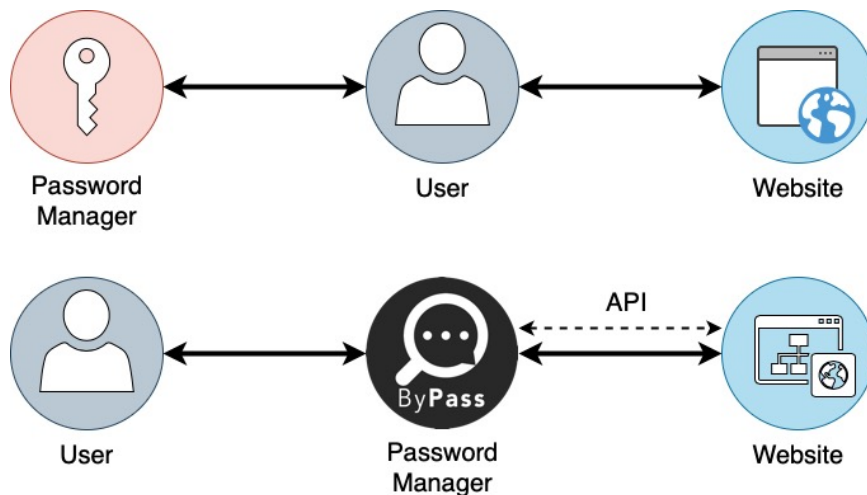 Password
Manager
User
Website
API
ByPass
User
Password
Manager
Website